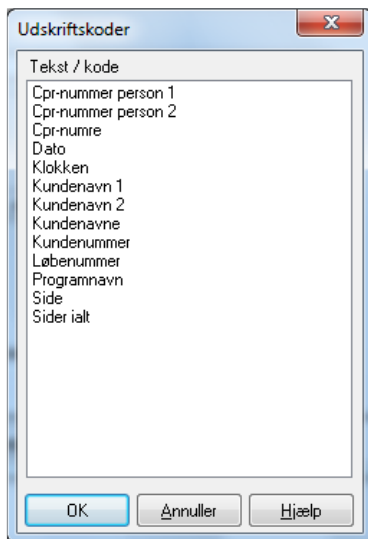 Udskriftskoder
Tekst / kode
Cpr-nummer person 1
Cpr-nummer person 2
Cpr-numre
Dato
Klokken
Kundenavn 1
Kundenavn 2
Kundenavne
Kundenummer
Løbenummer
Programnavn
Side
Sider ialt
OK Annuller Hjælp